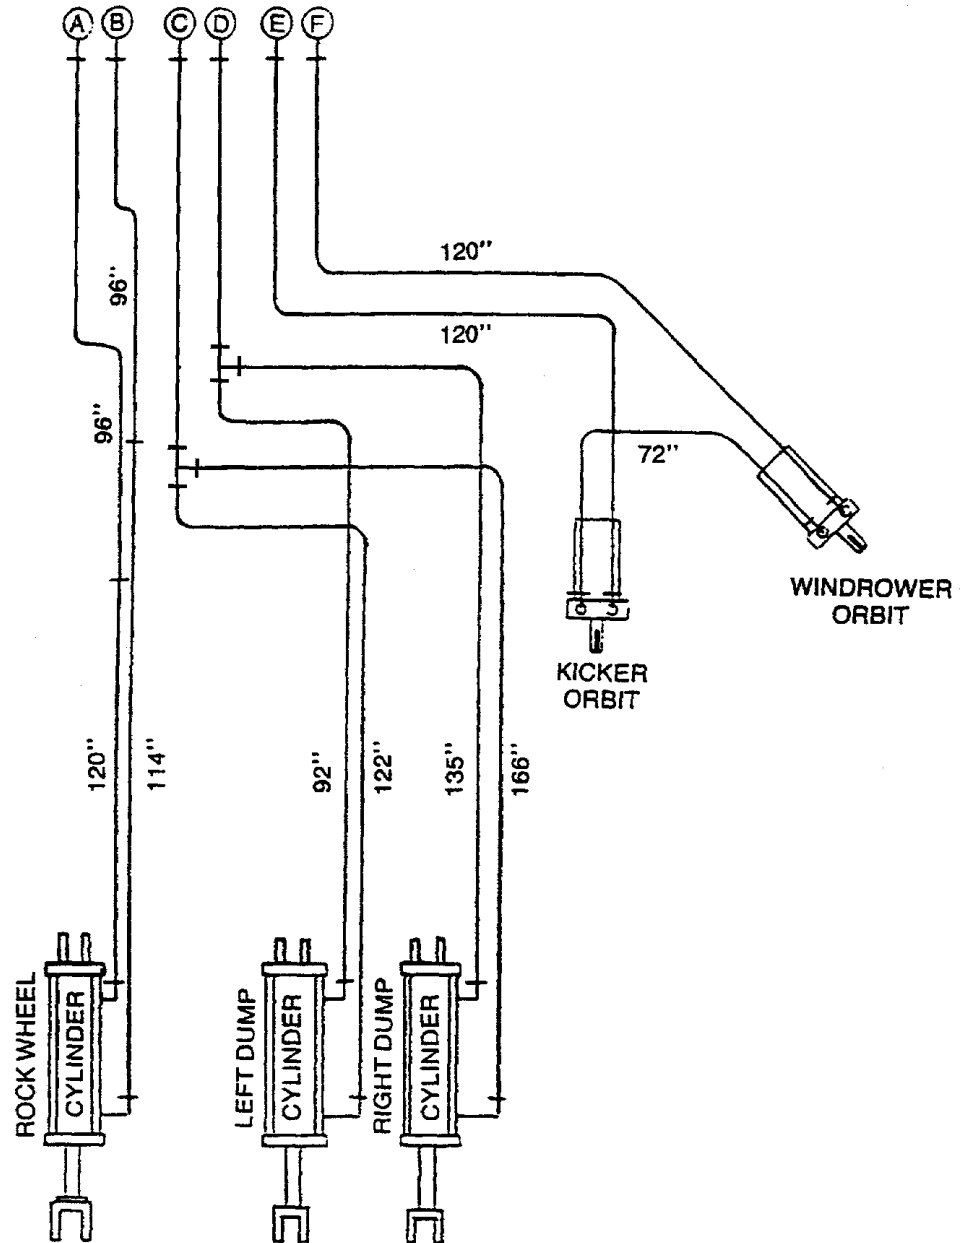 A B C D E F
120"
96"
120"
96"
72"
WINDROWER
ORBIT
KICKER
ORBIT
120"
114"
92"
122"
135"
166"
ROCK WHEEL
CYLINDER
LEFT DUMP
CYLINDER
RIGHT DUMP
CYLINDER